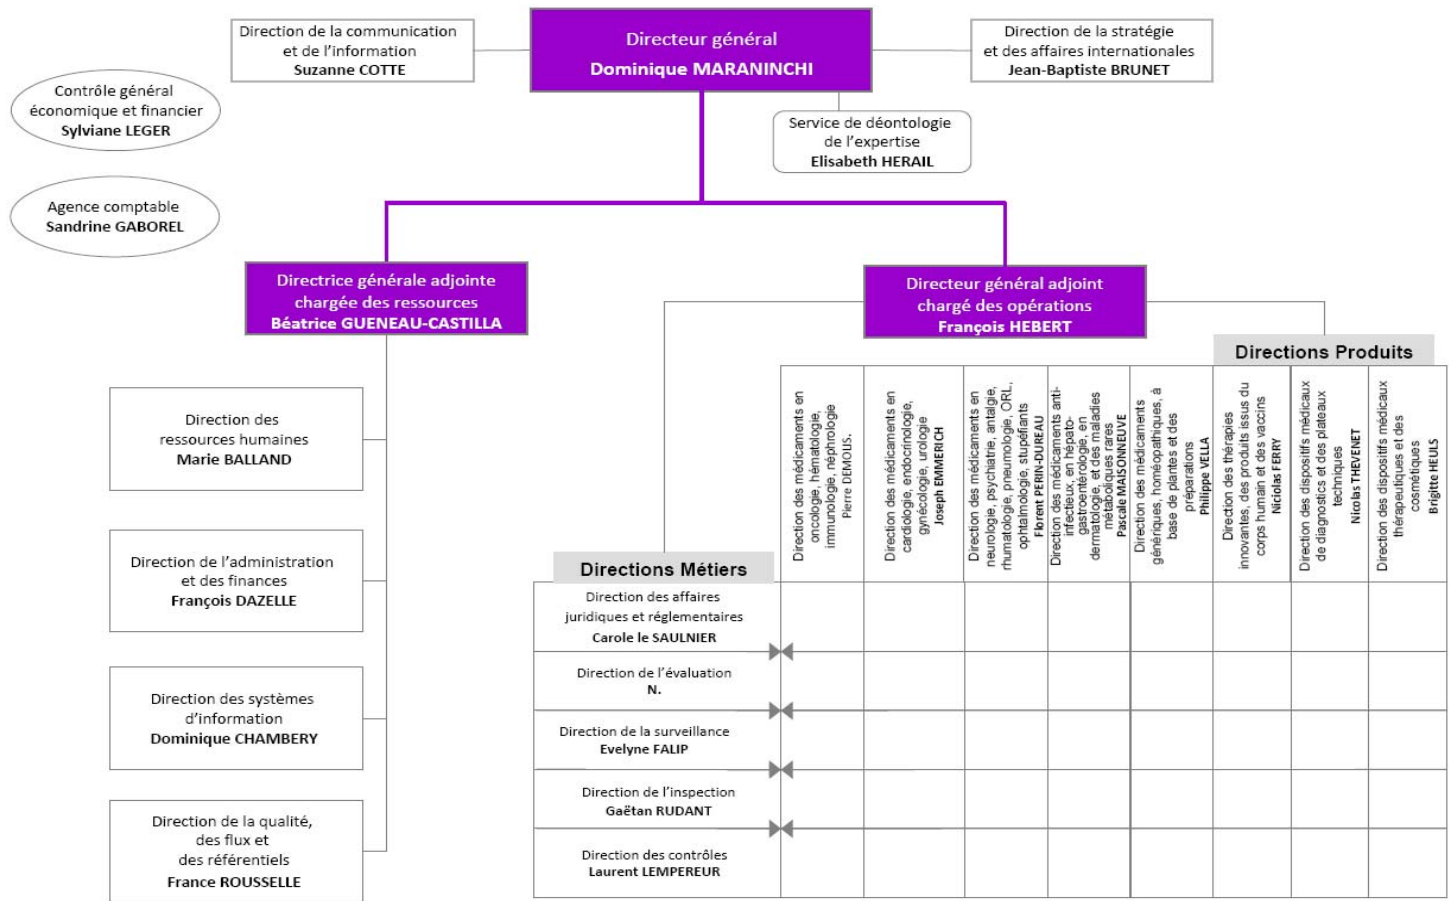 Direction de la communication
et de l'information
Suzanne COTTE
Directeur général
Dominique MARANINCHI
Direction de la stratégie
et des affaires internationales
Jean-Baptiste BRUNET
Contrôle général
économique et financier
Sylviane LEGER
Service de déontologie
de l'expertise
Elisabeth HERAIL
Agence comptable
Sandrine GABOREL
Directrice générale adjointe
chargée des ressources
Béatrice GUENEAU-CASTILLA
Directeur général adjoint
chargé des opérations
François HEBERT
Direction des
ressources humaines
Marie BALLAND
Direction de l'administration
et des finances
François DAZELLE
Direction des systèmes
d'information
Dominique CHAMBERY
Direction de la qualité,
des flux et
des référentiels
France ROUSSELLE
Directions Produits
Direction des médicaments en
oncologie, hématologie,
immunologie, néphrologie
Pierre DEMOUS.
Direction des médicaments en
cardiologie, endocrinologie,
gynécologie, urologie
Joseph EMMERICH
Direction des médicaments en
neurologie, psychiatrie, antalgie,
rhumatologie, pneumologie, ORL,
ophtalmologie, stupéfiants
Florent PERIN-DUREAU
Direction des médicaments anti-
infectieux, en hépato-
gastroentérologie, en
dermatologie, et des maladies
métaboliques rares
Pascale MAISONNEUVE
Direction des médicaments
génériques, homéopathiques, à
base de plantes et des
préparations
Philippe VELLA
Direction des thérapies
innovantes, des produits issus du
corps humain et des vaccins
Niciolas FERRY
Direction des dispositifs médicaux
de diagnostics et des plateaux
techniques
Nicolas THEVENET
Direction des dispositifs médicaux
thérapeutiques et des
cosmétiques
Brigitte HEULS
Directions Métiers
Direction des affaires
juridiques et réglementaires
Carole le SAULNIER
Direction de l'évaluation
N.
Direction de la surveillance
Evelyne FALIP
Direction de l'inspection
Gaëtan RUDANT
Direction des contrôles
Laurent LEMPEREUR